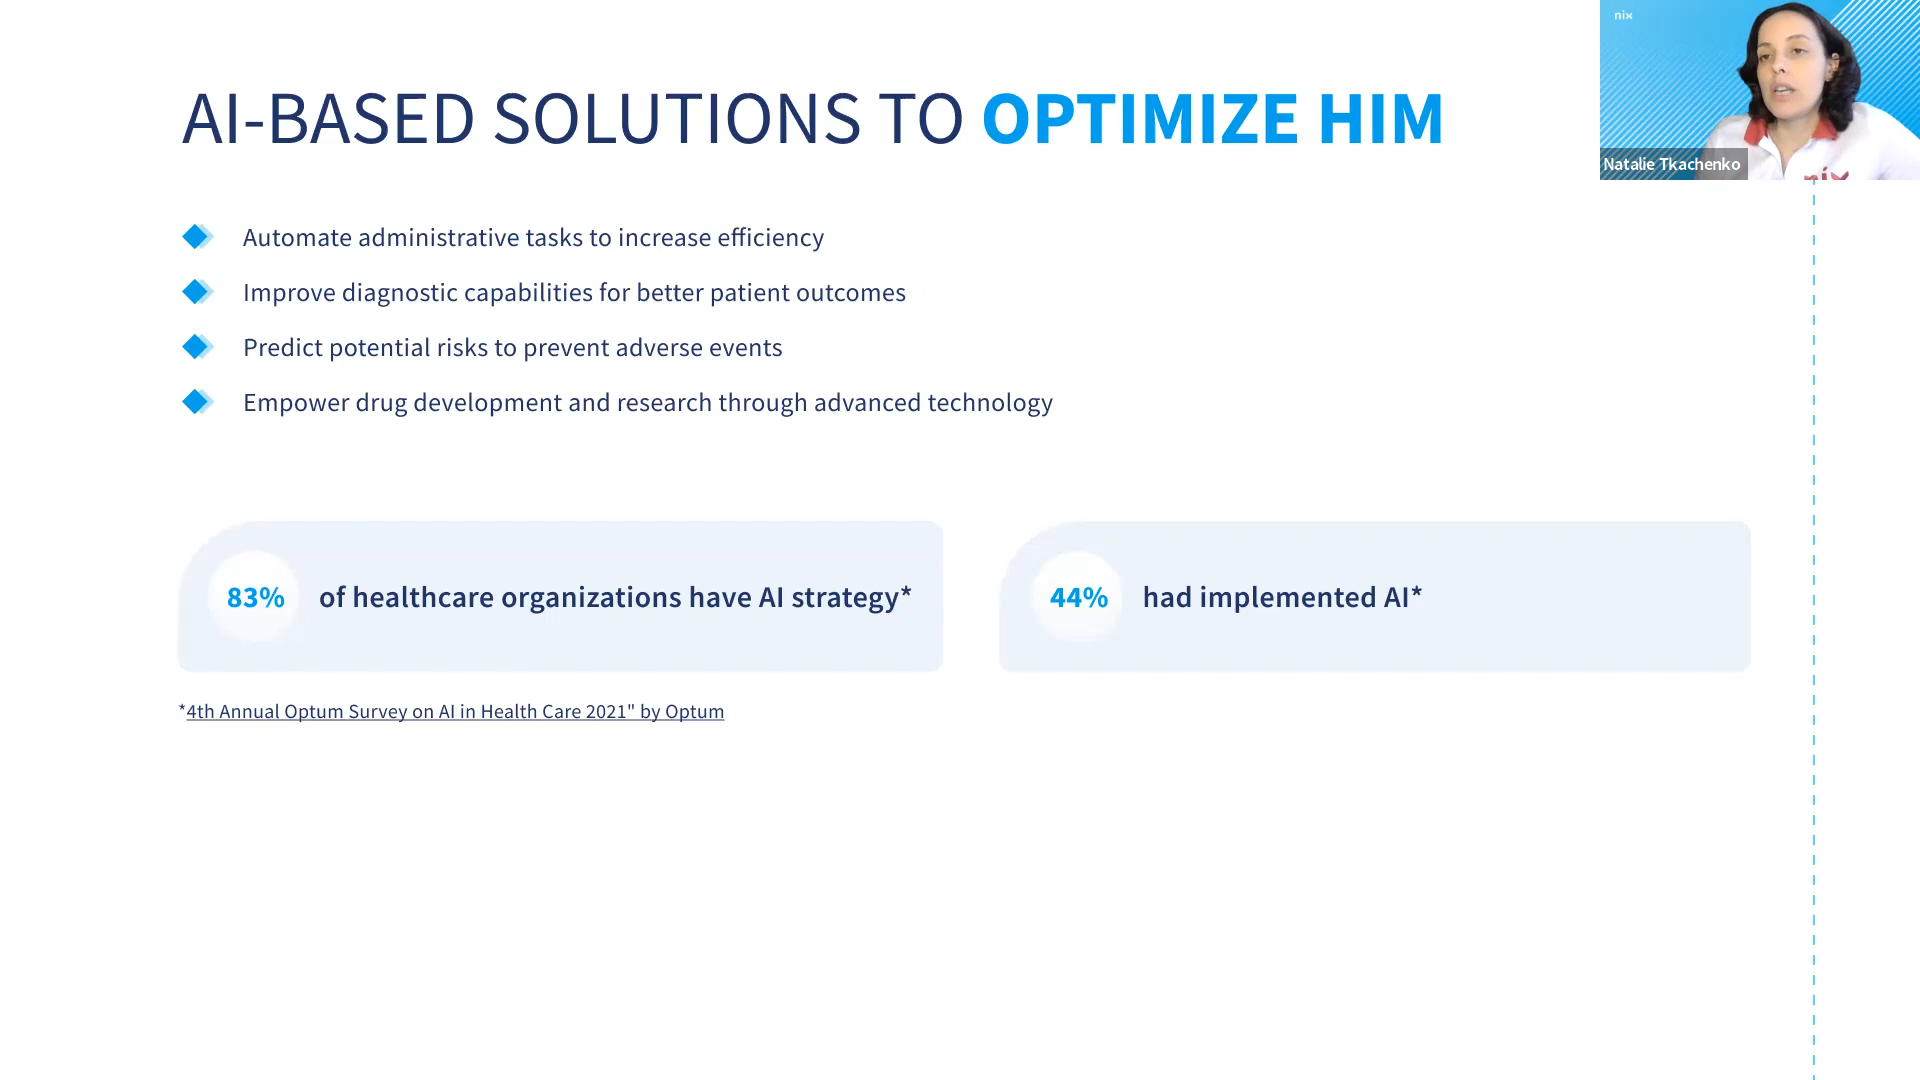 nix
AI-BASED SOLUTIONS TO OPTIMIZE HIM
Natalie Tkachenko
nix
Automate administrative tasks to increase efficiency
Improve diagnostic capabilities for better patient outcomes
Predict potential risks to prevent adverse events
Empower drug development and research through advanced technology
83% of healthcare organizations have AI strategy*
44% had implemented AI*
*4th Annual Optum Survey on AI in Health Care 2021" by Optum